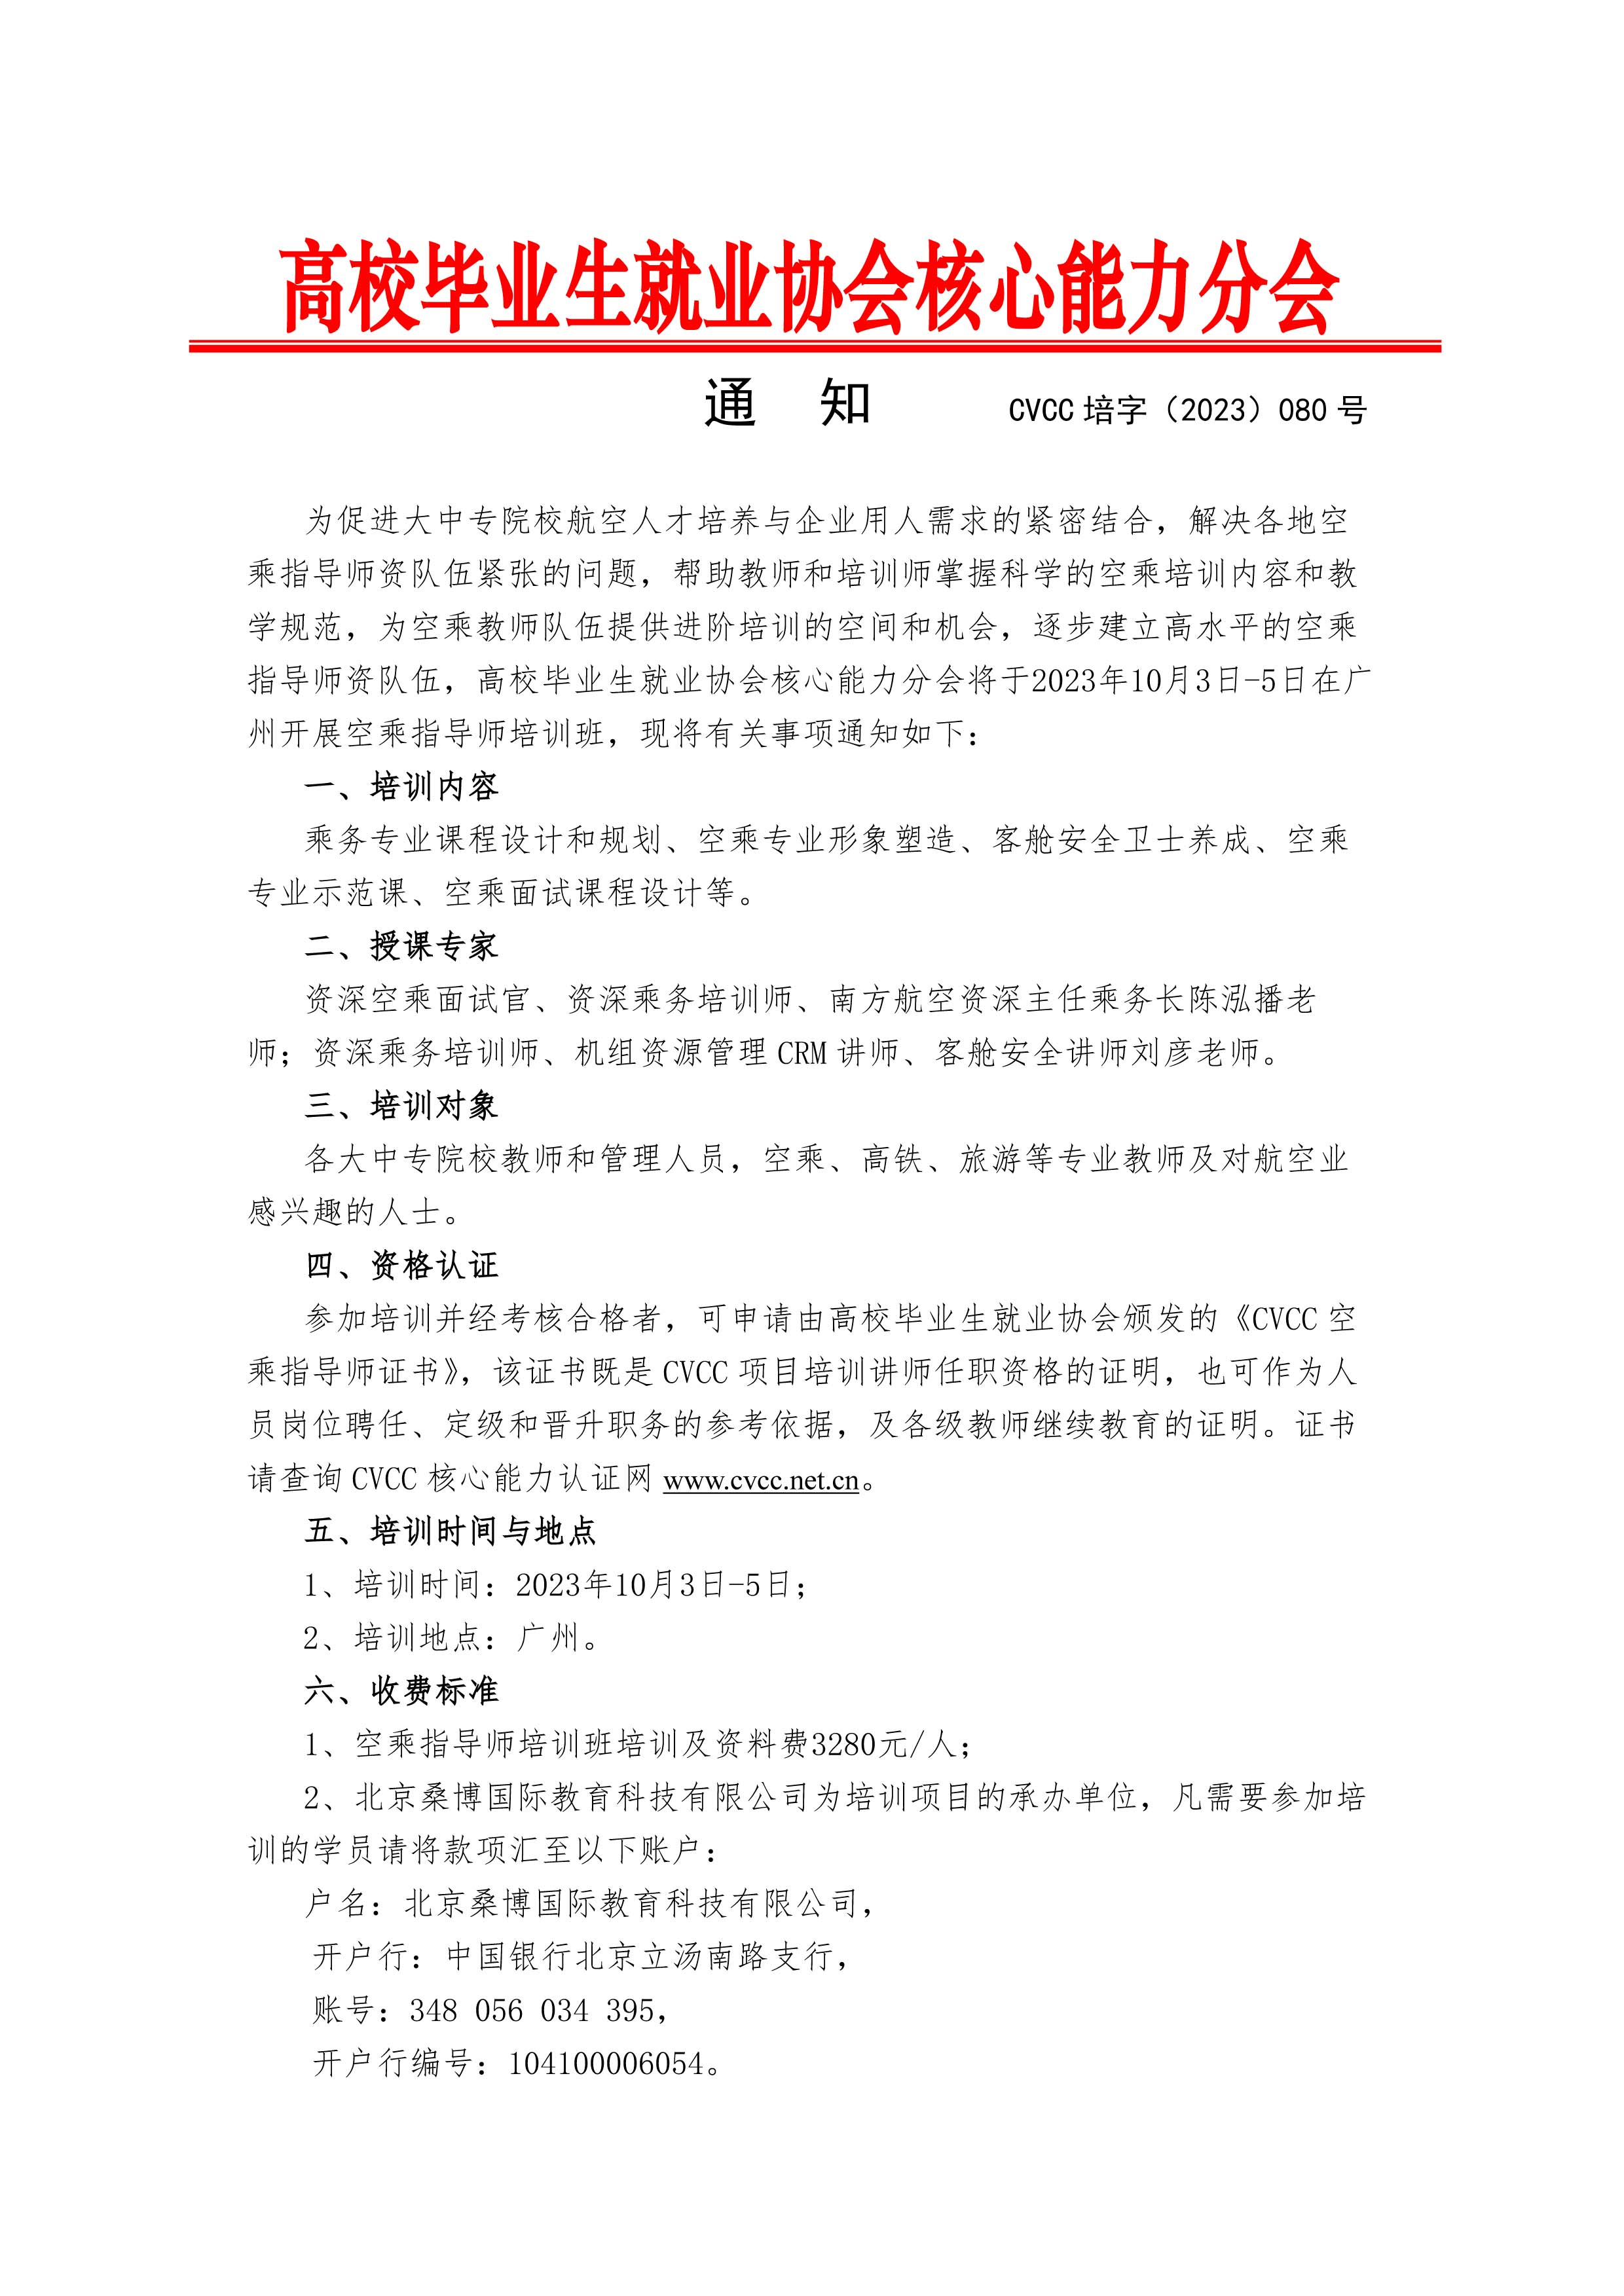 高校毕业生就业协会核心能力分会
通 知 CVCC 培字（2023）080 号
为促进大中专院校航空人才培养与企业用人需求的紧密结合，解决各地空
乘指导师资队伍紧张的问题，帮助教师和培训师掌握科学的空乘培训内容和教
学规范，为空乘教师队伍提供进阶培训的空间和机会，逐步建立高水平的空乘
指导师资队伍，高校毕业生就业协会核心能力分会将于2023年10月3日-5日在广
州开展空乘指导师培训班，现将有关事项通知如下：
一、培训内容
乘务专业课程设计和规划、空乘专业形象塑造、客舱安全卫士养成、空乘
专业示范课、空乘面试课程设计等。
二、授课专家
资深空乘面试官、资深乘务培训师、南方航空资深主任乘务长陈泓播老
师；资深乘务培训师、机组资源管理 CRM 讲师、客舱安全讲师刘彦老师。
三、培训对象
各大中专院校教师和管理人员，空乘、高铁、旅游等专业教师及对航空业
感兴趣的人士。
四、资格认证
参加培训并经考核合格者，可申请由高校毕业生就业协会颁发的《CVCC 空
乘指导师证书》，该证书既是 CVCC 项目培训讲师任职资格的证明，也可作为人
员岗位聘任、定级和晋升职务的参考依据，及各级教师继续教育的证明。证书
请查询 CVCC 核心能力认证网 www.cvcc.net.cn。
五、培训时间与地点
1、培训时间：2023年10月3日-5日；
2、培训地点：广州。
六、收费标准
1、空乘指导师培训班培训及资料费3280元/人；
2、北京桑博国际教育科技有限公司为培训项目的承办单位，凡需要参加培
训的学员请将款项汇至以下账户：
户名：北京桑博国际教育科技有限公司，
开户行：中国银行北京立汤南路支行，
账号：348 056 034 395，
开户行编号：104100006054。